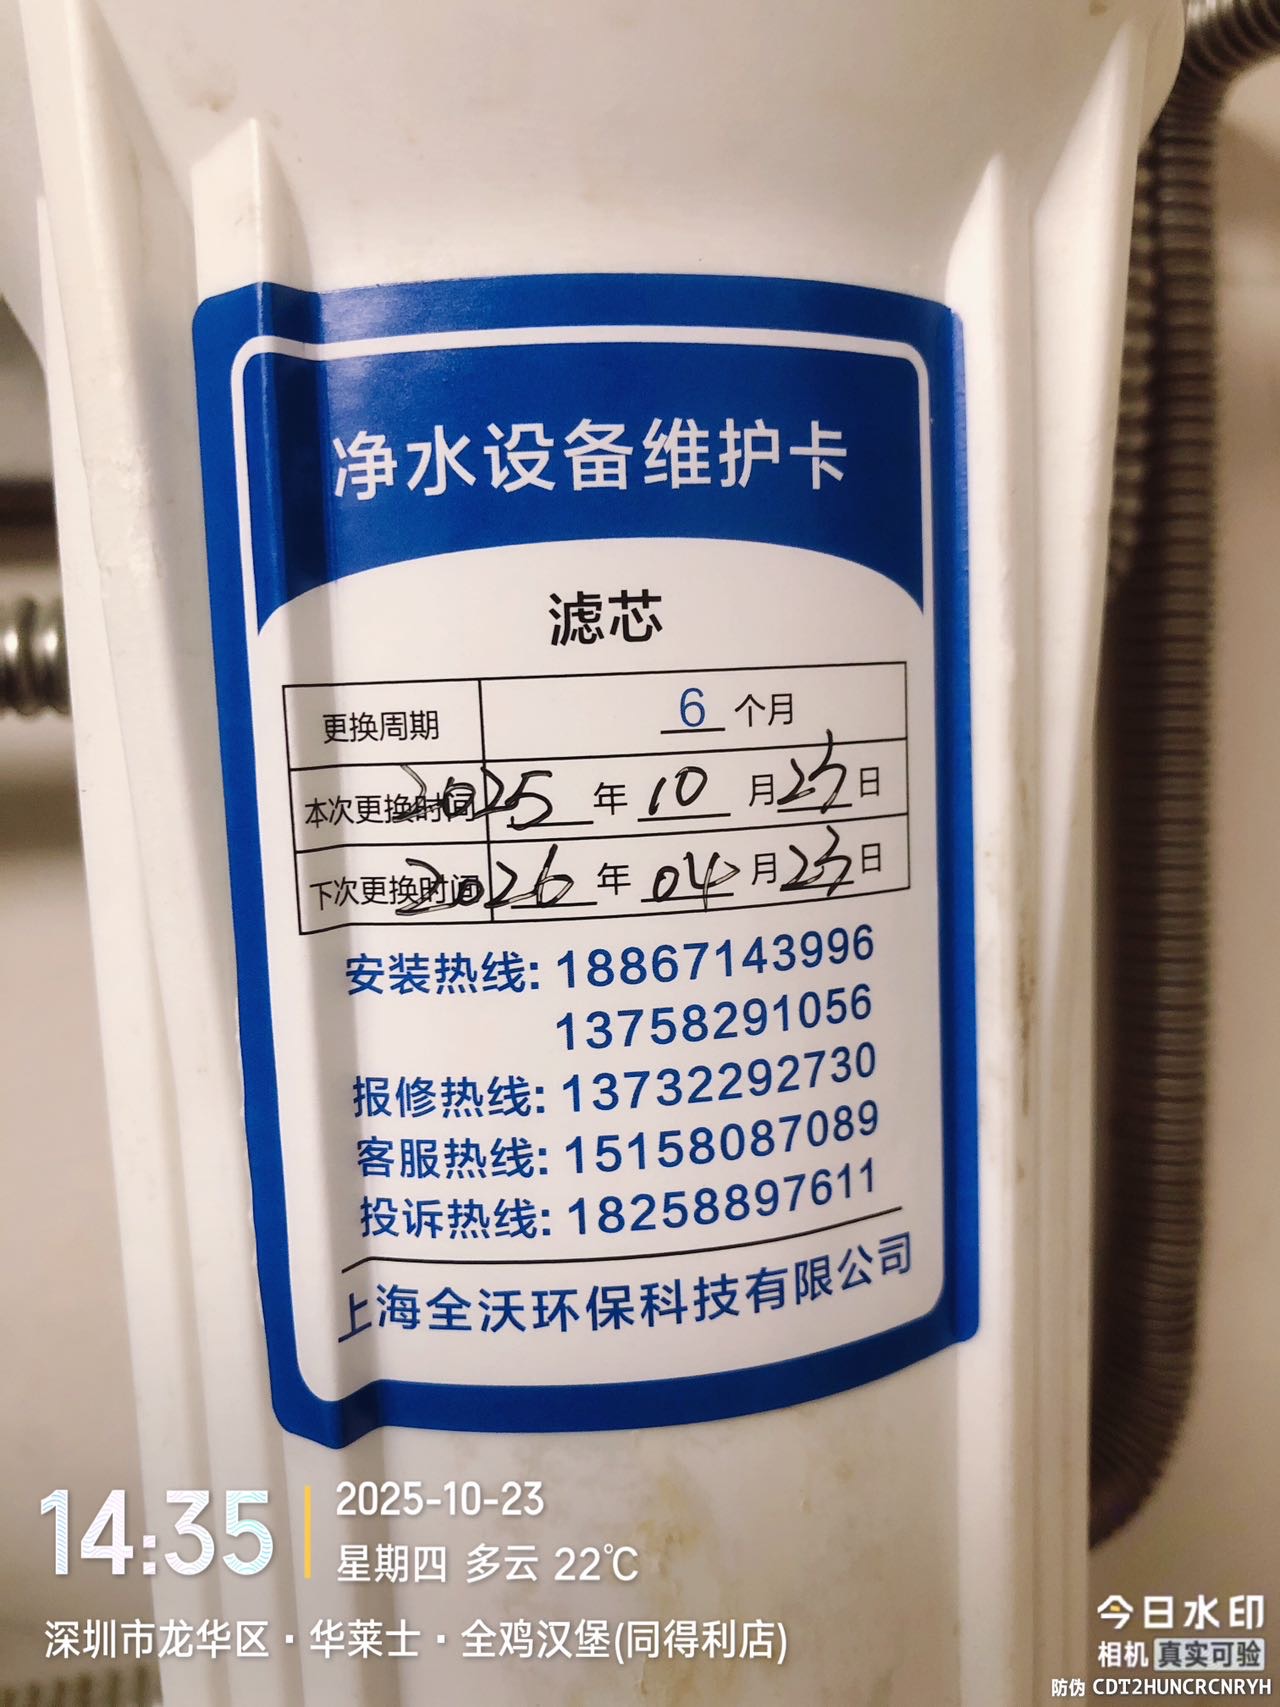 净水设备维护卡
滤芯
更换周期 6 个月
本次更换时间 2025 年 10 月 23 日
下次更换时间 2026 年 04 月 23 日
安装热线: 18867143996
13758291056
报修热线: 13732292730
客服热线: 15158087089
投诉热线: 18258897611
上海全沃环保科技有限公司
14:35
2025-10-23
星期四 多云 22℃
深圳市龙华区·华莱士·全鸡汉堡(同得利店)
今日水印
相机 真实可验
防伪 CDT2HUNCRCNRYH